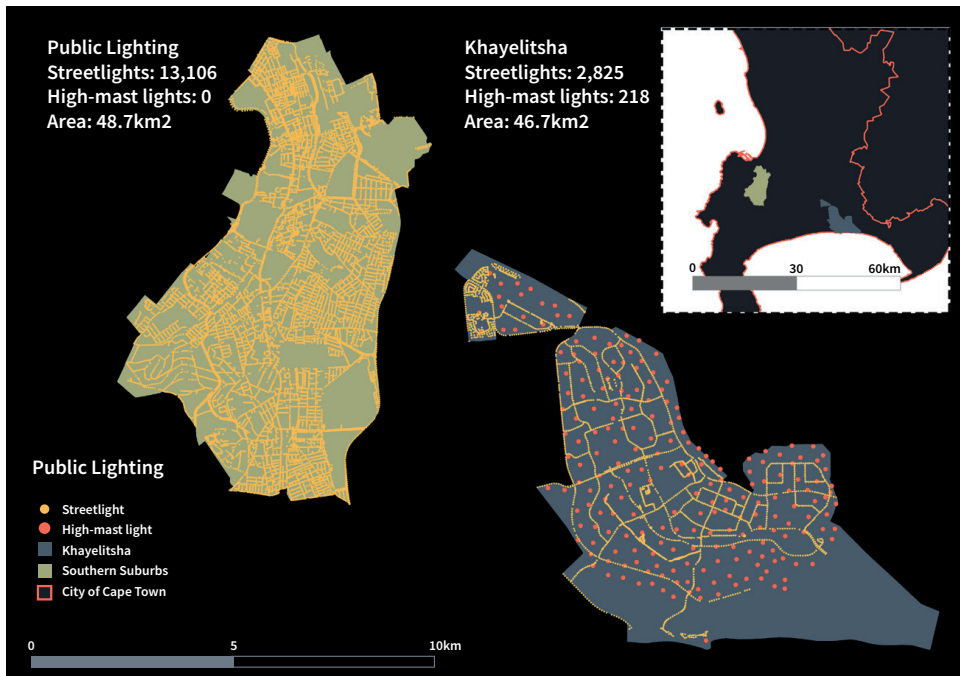 Public Lighting
Streetlights: 13,106
High-mast lights: 0
Area: 48.7km2
Khayelitsha
Streetlights: 2,825
High-mast lights: 218
Area: 46.7km2
0 30 60km
Public Lighting
Streetlight
High-mast light
Khayelitsha
Southern Suburbs
City of Cape Town
0 5 10km